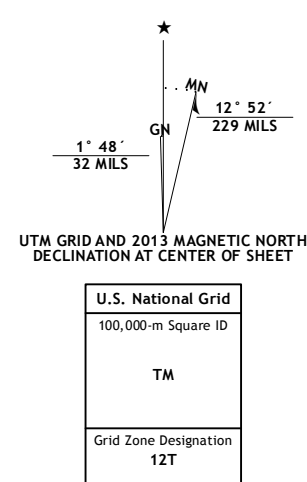 ★
MN
GN
12° 52´
229 MILS
1° 48´
32 MILS
UTM GRID AND 2013 MAGNETIC NORTH
DECLINATION AT CENTER OF SHEET
U.S. National Grid
100,000-m Square ID
TM
Grid Zone Designation
12T